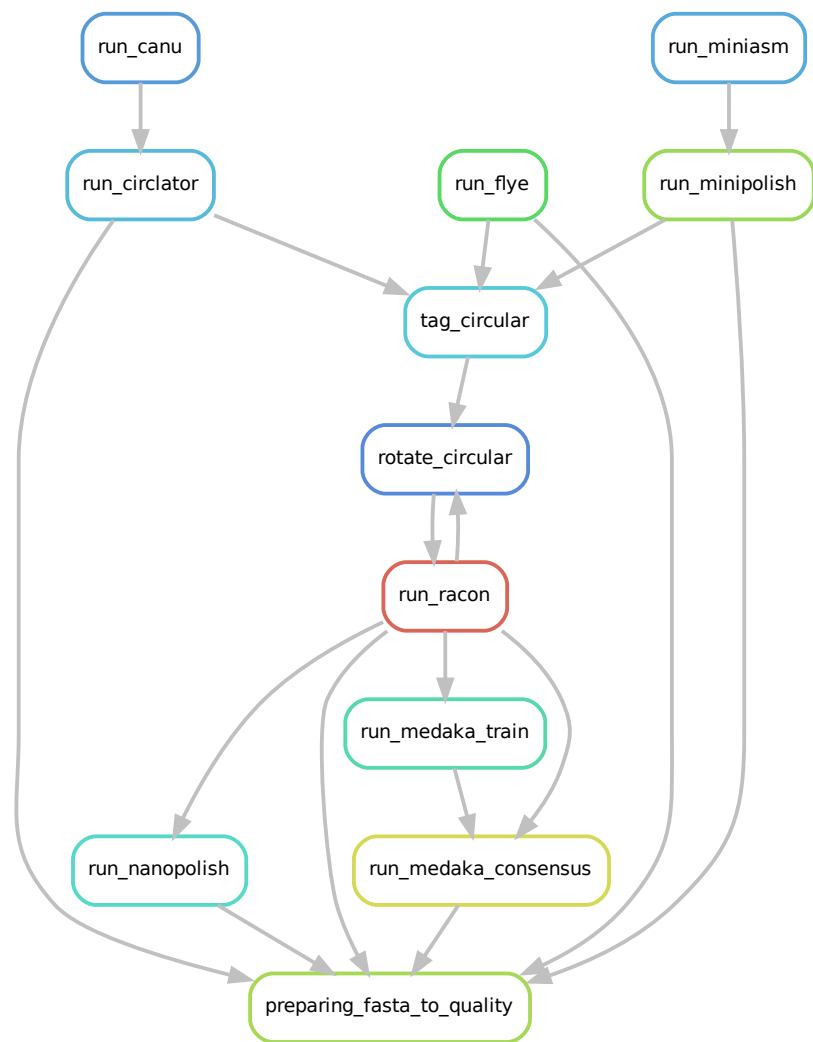 run_canu
run_miniasm
run_circlator
run_flye
run_minipolish
tag_circular
rotate_circular
run_racon
run_medaka_train
run_nanopolish
run_medaka_consensus
preparing_fasta_to_quality